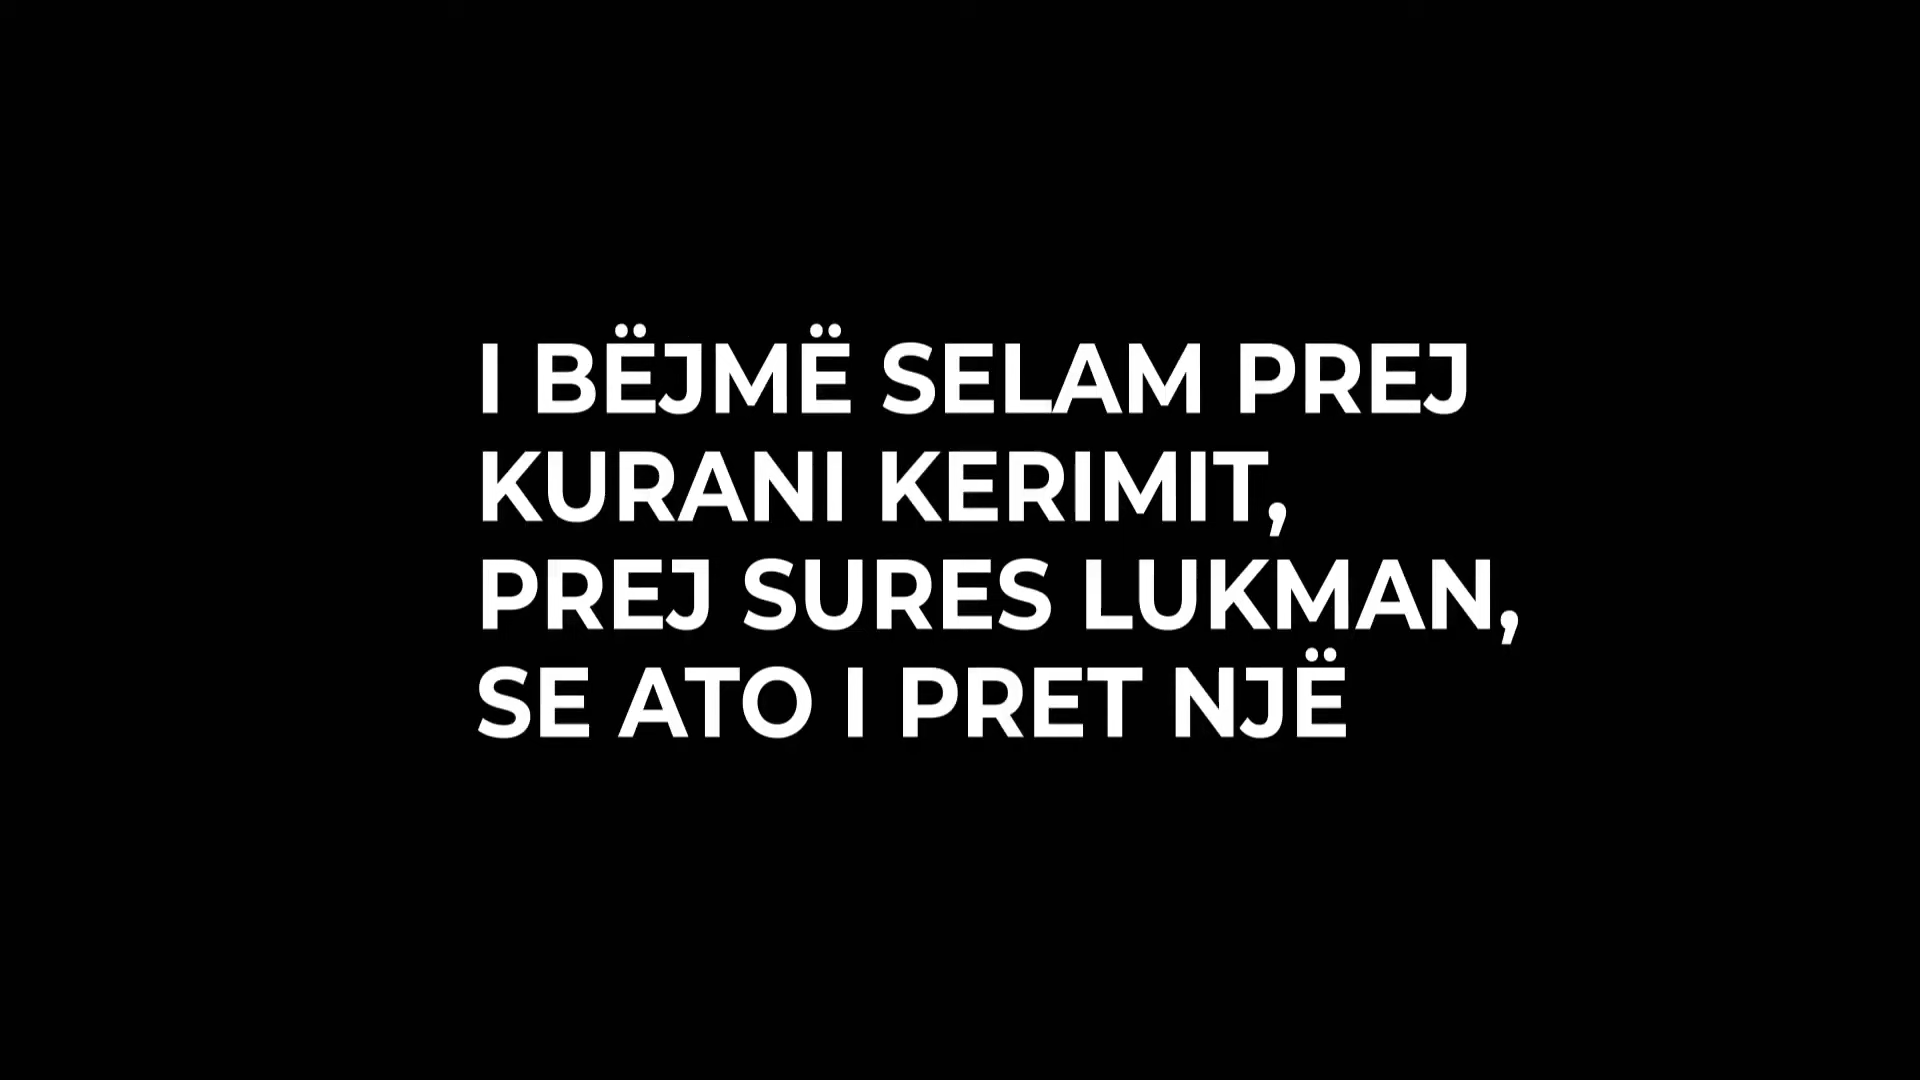 I BËJMË SELAM PREJ
KURANI KERIMIT,
PREJ SURES LUKMAN,
SE ATO I PRET NJË